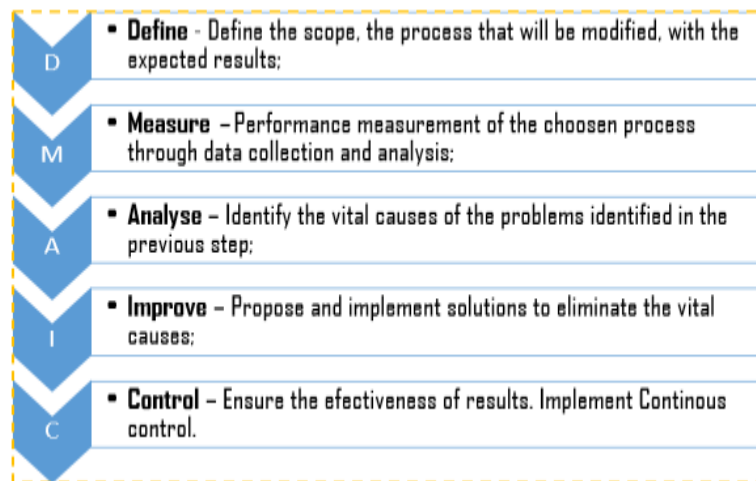 D
• Define - Define the scope, the process that will be modified, with the
expected results;
M
• Measure – Performance measurement of the choosen process
through data collection and analysis;
A
• Analyse – Identify the vital causes of the problems identified in the
previous step;
I
• Improve – Propose and implement solutions to eliminate the vital
causes;
C
• Control – Ensure the efectiveness of results. Implement Continous
control.